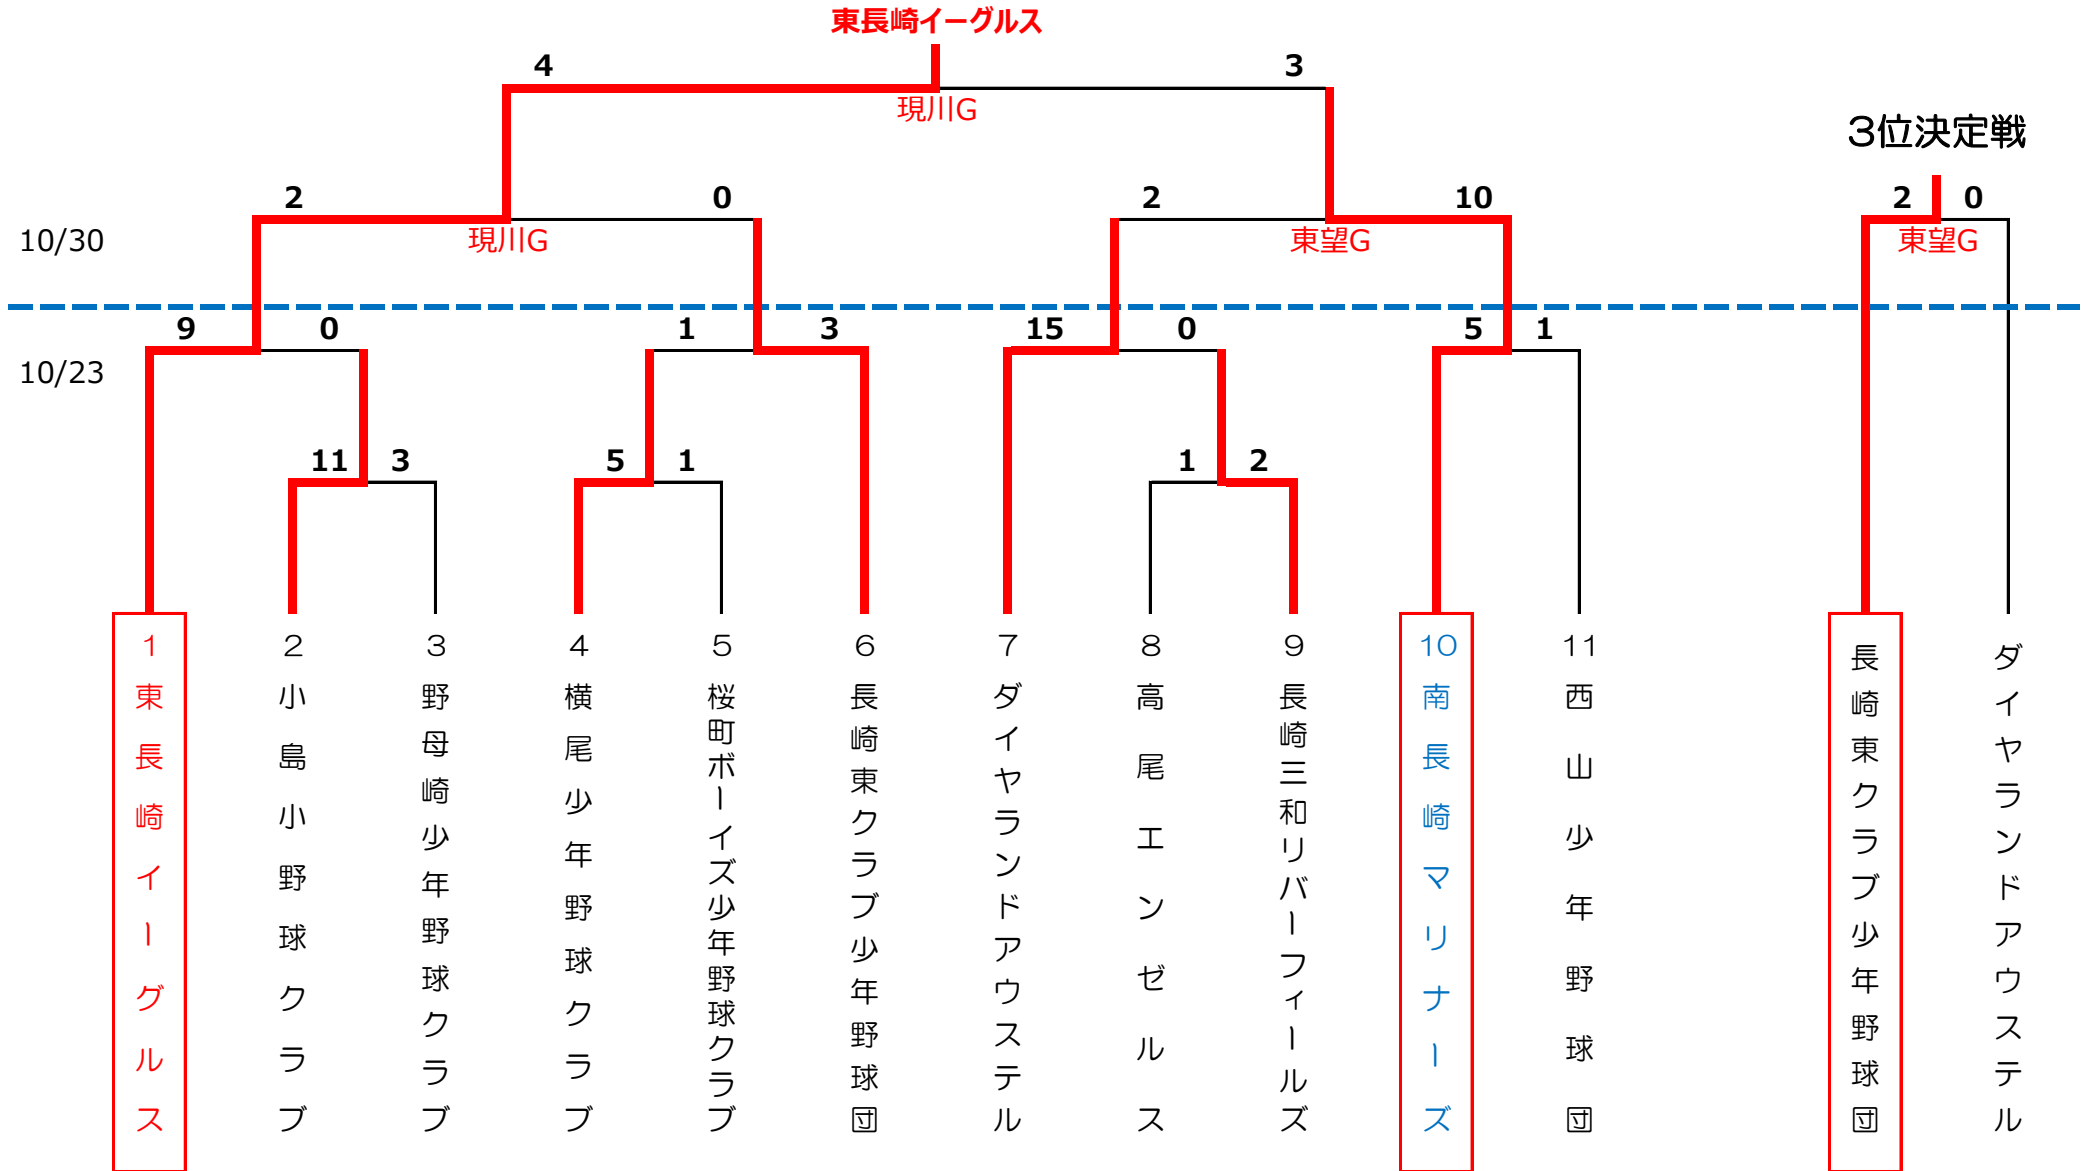 東長崎イーグルス
4 3
現川G
3位決定戦
2 0 2 10 2 0
10/30
現川G 東望G 東望G
9 0 1 3 15 0 5 1
10/23
11 3 5 1 1 2
1東長崎イーグルス
2小島小野球クラブ
3野母崎少年野球クラブ
4横尾少年野球クラブ
5桜町ボーイズ少年野球クラブ
6長崎東クラブ少年野球団
7ダイヤランドアウステル
8高尾エンゼルス
9長崎三和リバーフィールズ
10南長崎マリナーズ
11西山少年野球団
長崎東クラブ少年野球団
ダイヤランドアウステル